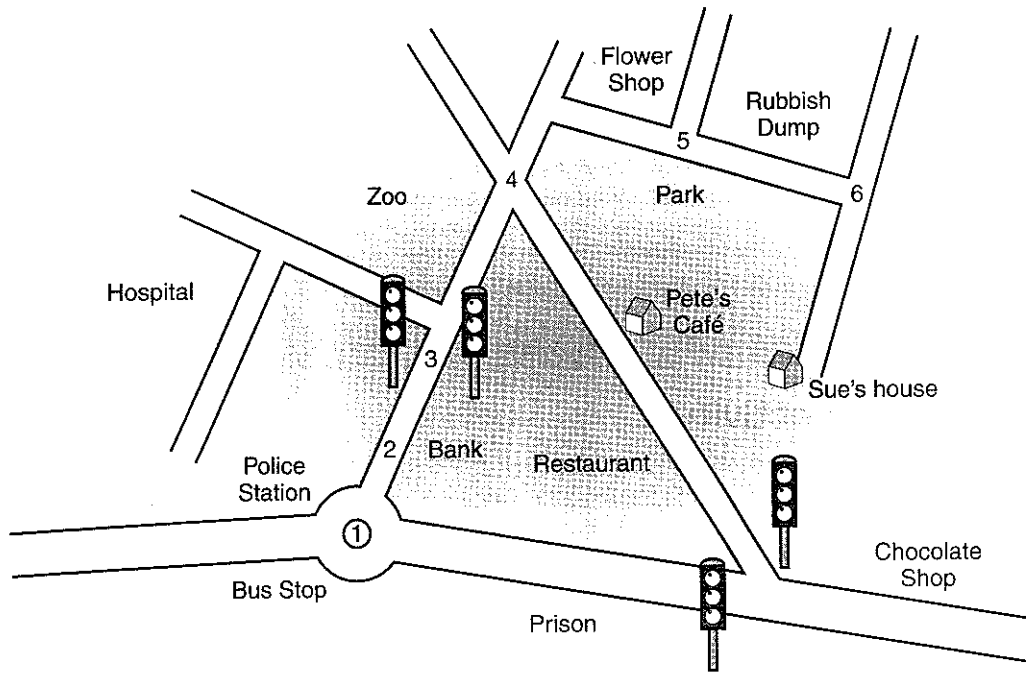 Flower
Shop
Rubbish
Dump
5
4
Zoo
Park
6
Hospital
Pete's
Café
3
Sue's house
2
Bank
Restaurant
Police
Station
1
Chocolate
Shop
Bus Stop
Prison